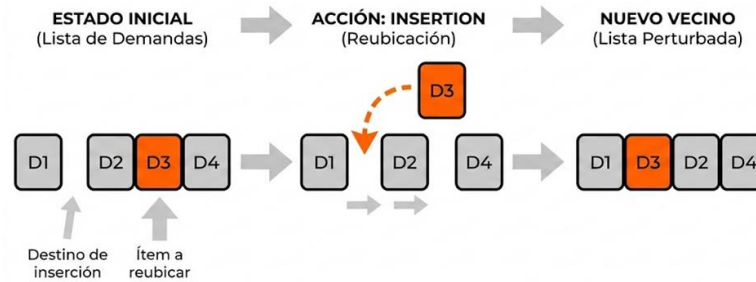 ESTADO INICIAL
(Lista de Demandas)
ACCIÓN: INSERTION
(Reubicación)
NUEVO VECINO
(Lista Perturbada)
D3
D1 D2 D3 D4
D1 D2 D4
D1 D3 D2 D4
Destino de
inserción
Ítem a
reubicar